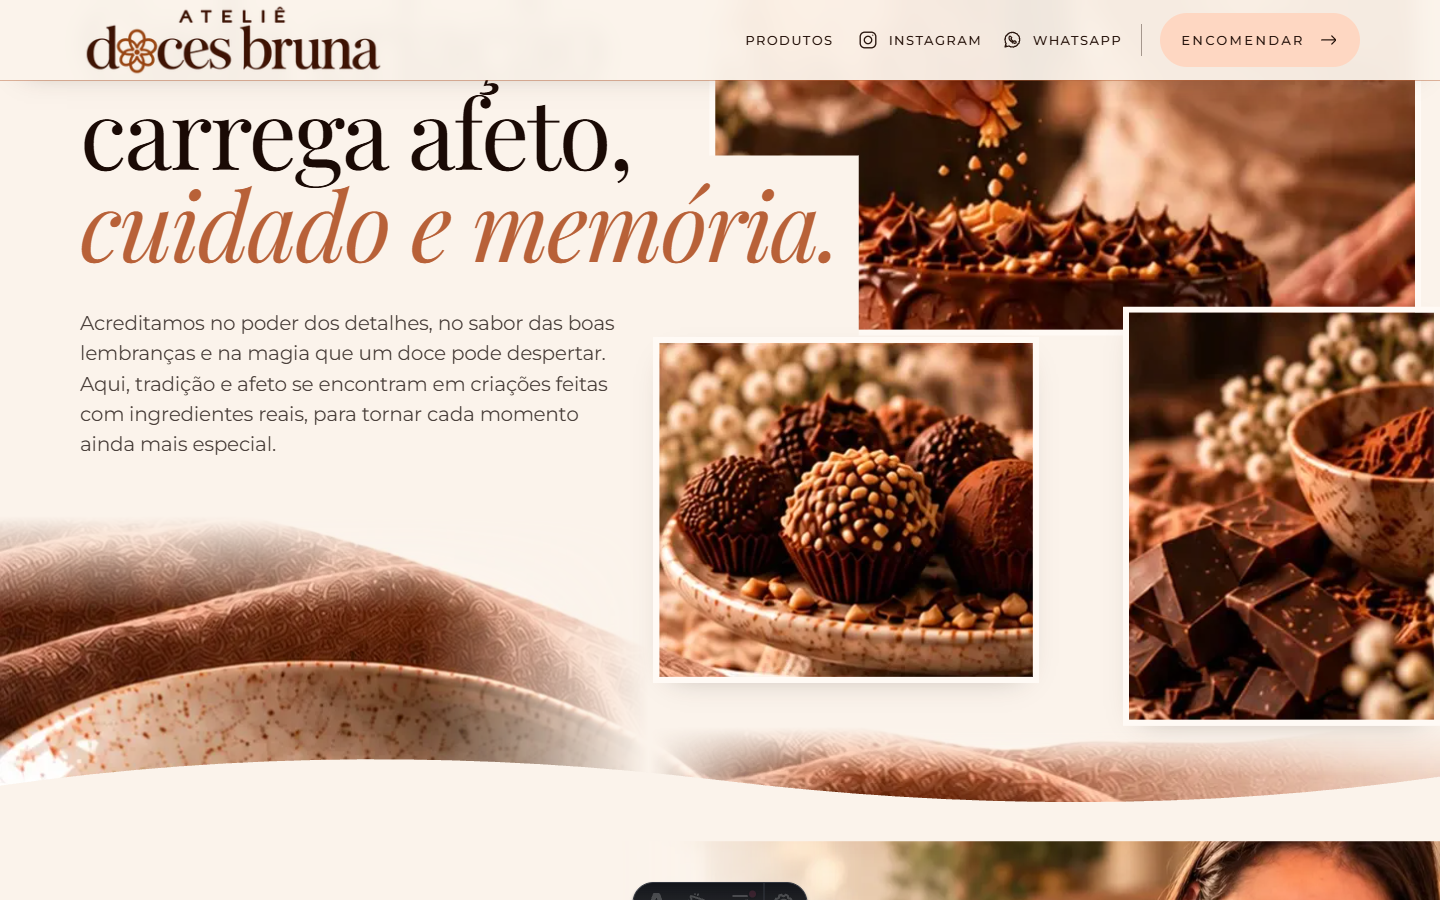 ATELIÊ
doces bruna
PRODUTOS
INSTAGRAM
WHATSAPP
ENCOMENDAR
carrega afeto,
cuidado e memória.
Acreditamos no poder dos detalhes, no sabor das boas
lembranças e na magia que um doce pode despertar.
Aqui, tradição e afeto se encontram em criações feitas
com ingredientes reais, para tornar cada momento
ainda mais especial.